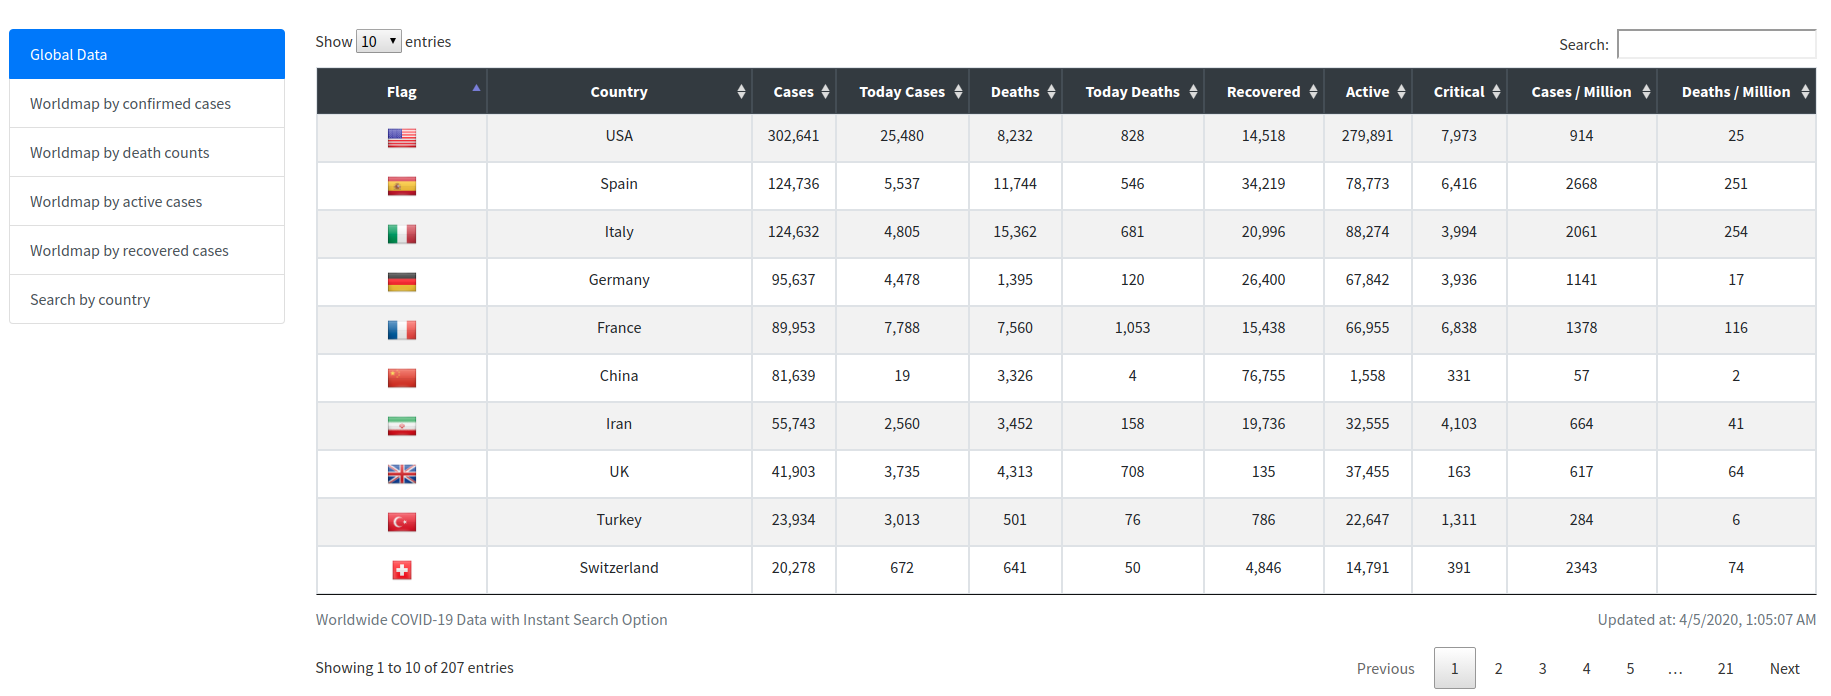 Global Data
Worldmap by confirmed cases
Worldmap by death counts
Worldmap by active cases
Worldmap by recovered cases
Search by country
Show 10 entries
Search:
Flag Country Cases Today Cases Deaths Today Deaths Recovered Active Critical Cases / Million Deaths / Million
USA 302,641 25,480 8,232 828 14,518 279,891 7,973 914 25
Spain 124,736 5,537 11,744 546 34,219 78,773 6,416 2668 251
Italy 124,632 4,805 15,362 681 20,996 88,274 3,994 2061 254
Germany 95,637 4,478 1,395 120 26,400 67,842 3,936 1141 17
France 89,953 7,788 7,560 1,053 15,438 66,955 6,838 1378 116
China 81,639 19 3,326 4 76,755 1,558 331 57 2
Iran 55,743 2,560 3,452 158 19,736 32,555 4,103 664 41
UK 41,903 3,735 4,313 708 135 37,455 163 617 64
Turkey 23,934 3,013 501 76 786 22,647 1,311 284 6
Switzerland 20,278 672 641 50 4,846 14,791 391 2343 74
Worldwide COVID-19 Data with Instant Search Option
Updated at: 4/5/2020, 1:05:07 AM
Showing 1 to 10 of 207 entries
Previous 1 2 3 4 5 … 21 Next